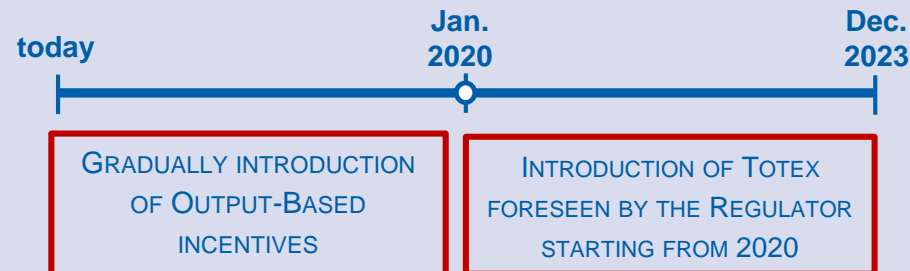 today
Jan.
2020
Dec.
2023
GRADUALLY INTRODUCTION
OF OUTPUT-BASED
INCENTIVES
INTRODUCTION OF TOTEX
FORESEEN BY THE REGULATOR
STARTING FROM 2020